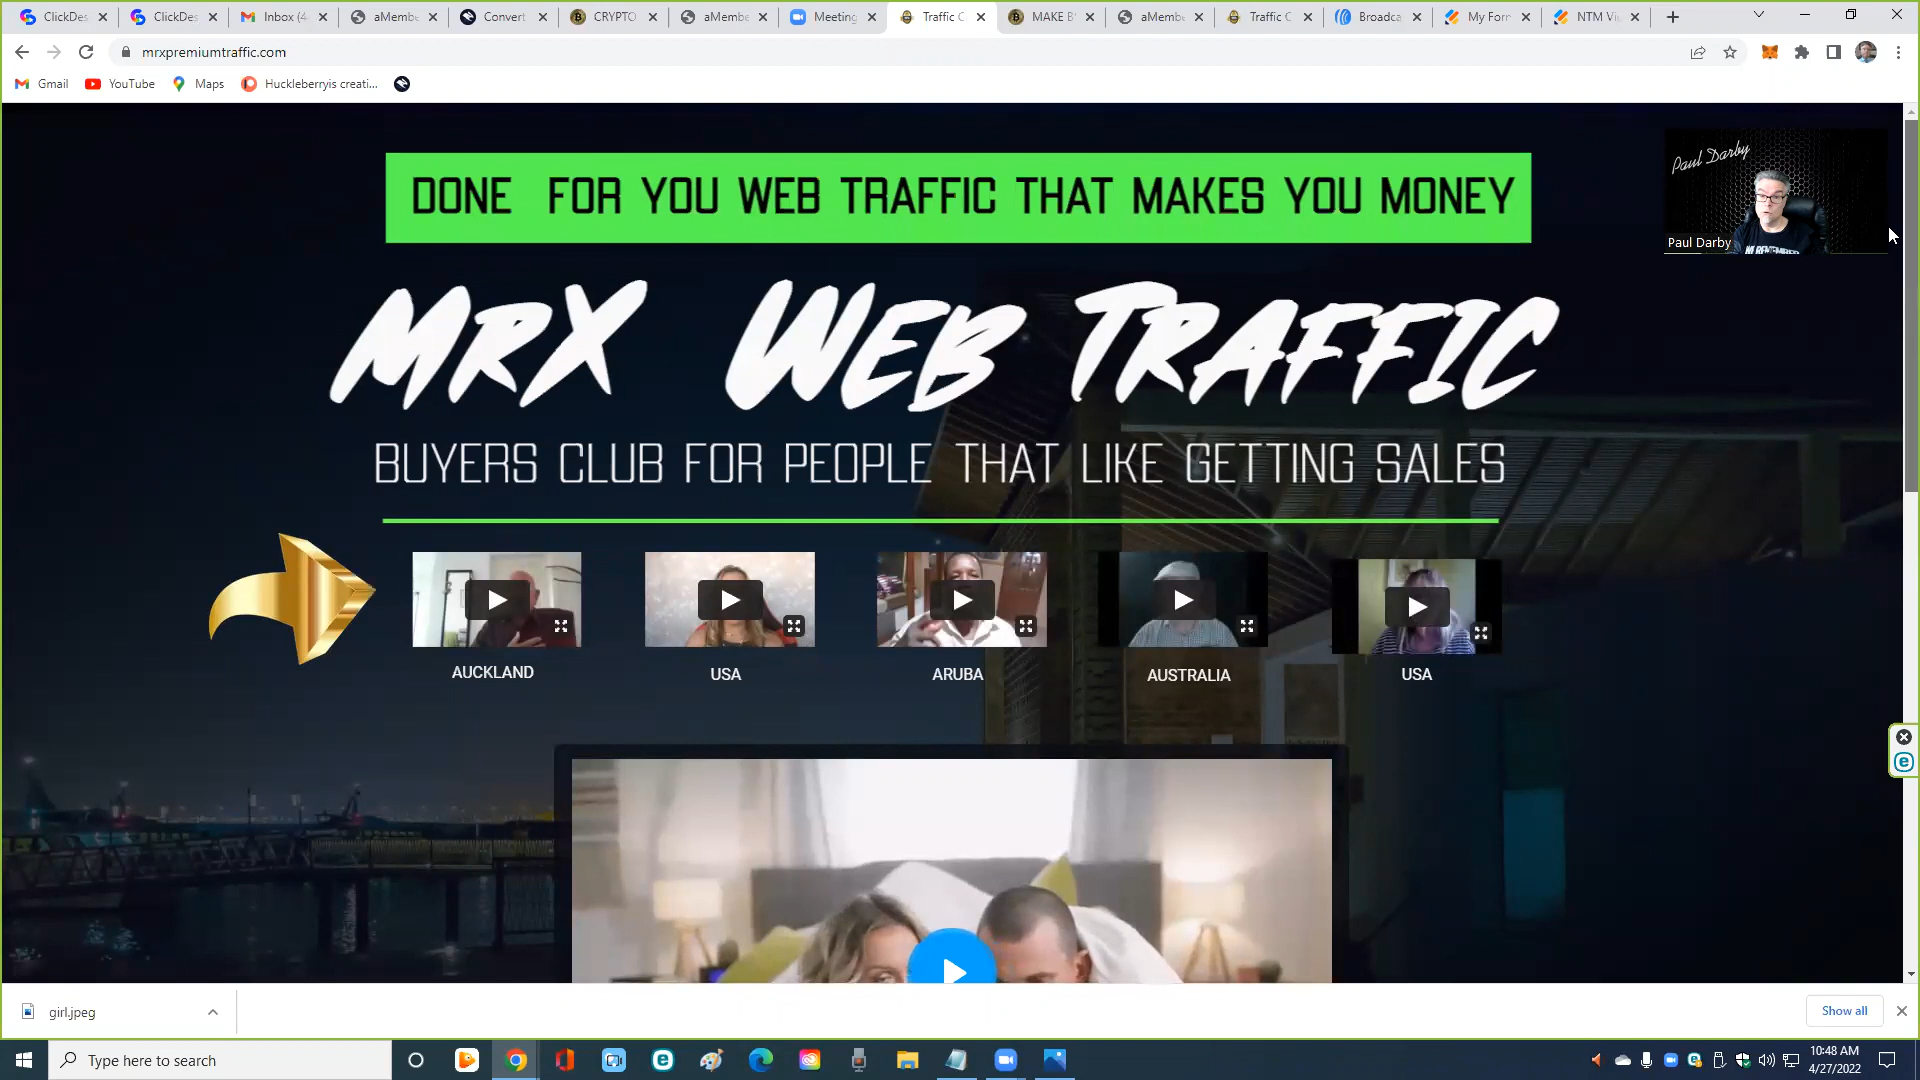 ClickDes
ClickDes
Inbox (4
aMembe
Convert
CRYPTO
aMembe
Meeting
Traffic C
MAKE B
aMembe
Traffic C
Broadca
My Forr
NTM Vi
mrxpremiumtraffic.com
Gmail
YouTube
Maps
Huckleberryis creati...
DONE FOR YOU WEB TRAFFIC THAT MAKES YOU MONEY
Paul Darby
WE REMEMBER
Paul Darby
MrX Web Traffic
BUYERS CLUB FOR PEOPLE THAT LIKE GETTING SALES
AUCKLAND
USA
ARUBA
AUSTRALIA
USA
girl.jpeg
Show all
Type here to search
10:48 AM
4/27/2022